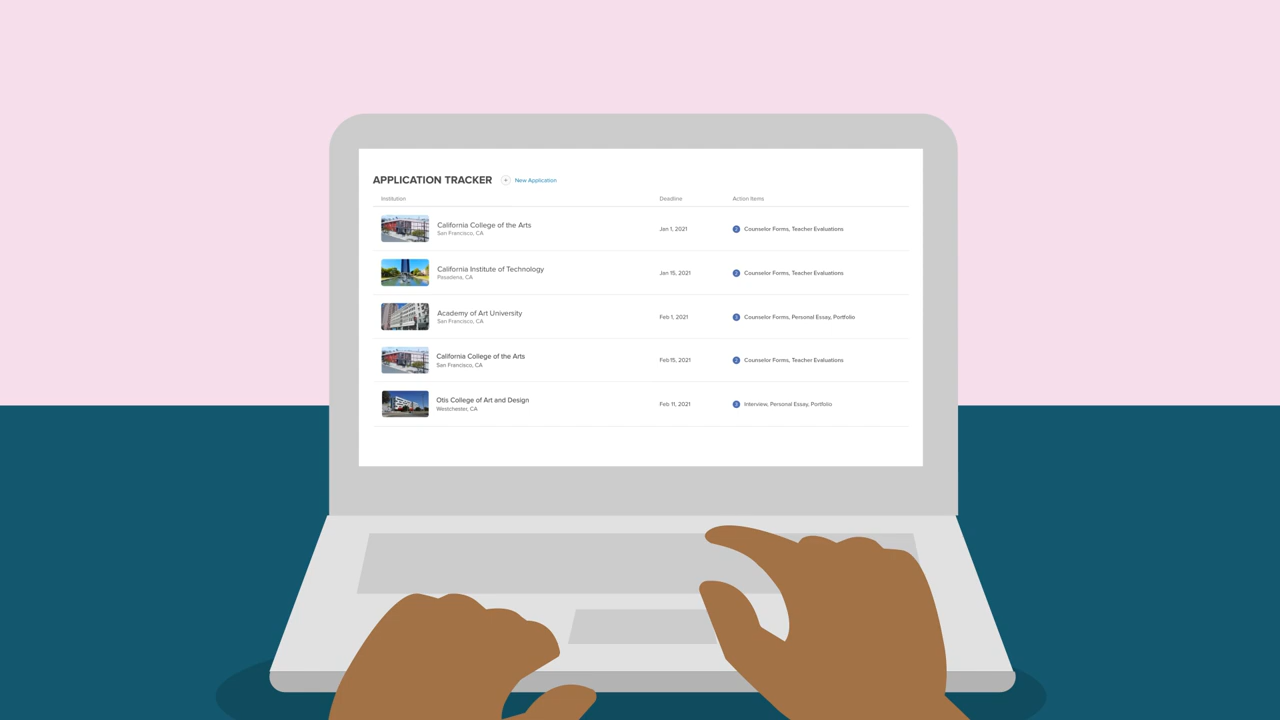 APPLICATION TRACKER + New Application
Institution Deadline Action Items
California College of the Arts
San Francisco, CA
Jan 1, 2021
2 Counselor Forms, Teacher Evaluations
California Institute of Technology
Pasadena, CA
Jan 15, 2021
2 Counselor Forms, Teacher Evaluations
Academy of Art University
San Francisco, CA
Feb 1, 2021
3 Counselor Forms, Personal Essay, Portfolio
California College of the Arts
San Francisco, CA
Feb 15, 2021
2 Counselor Forms, Teacher Evaluations
Otis College of Art and Design
Westchester, CA
Feb 11, 2021
3 Interview, Personal Essay, Portfolio